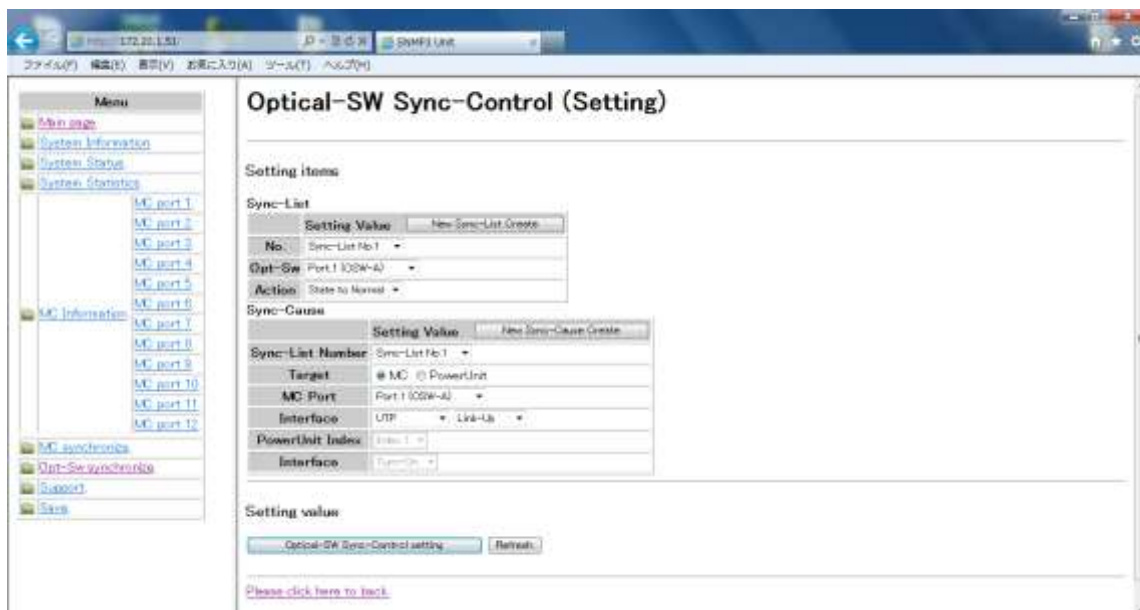 172.20.1.51/
SNMP3 Unit
ファイル(F) 編集(E) 表示(V) お気に入り(A) ツール(T) ヘルプ(H)
Menu
Main page
System Information
System Status
System Statistics
MC Information
MC port 1
MC port 2
MC port 3
MC port 4
MC port 5
MC port 6
MC port 7
MC port 8
MC port 9
MC port 10
MC port 11
MC port 12
MC synchronize
Opt-Sw synchronize
Support
Save
Optical-SW Sync-Control (Setting)
Setting items
Sync-List
Setting Value New Sync-List Create
No. Sync-List No.1
Opt-Sw Port.1 (OSW-A)
Action State to Normal
Sync-Cause
Setting Value New Sync-Cause Create
Sync-List Number Sync-List No.1
Target MC PowerUnit
MC Port Port.1 (OSW-A)
Interface UTP Link-Up
PowerUnit Index Index 1
Interface Turn-On
Setting value
Optical-SW Sync-Control setting Refresh
Please click here to back.